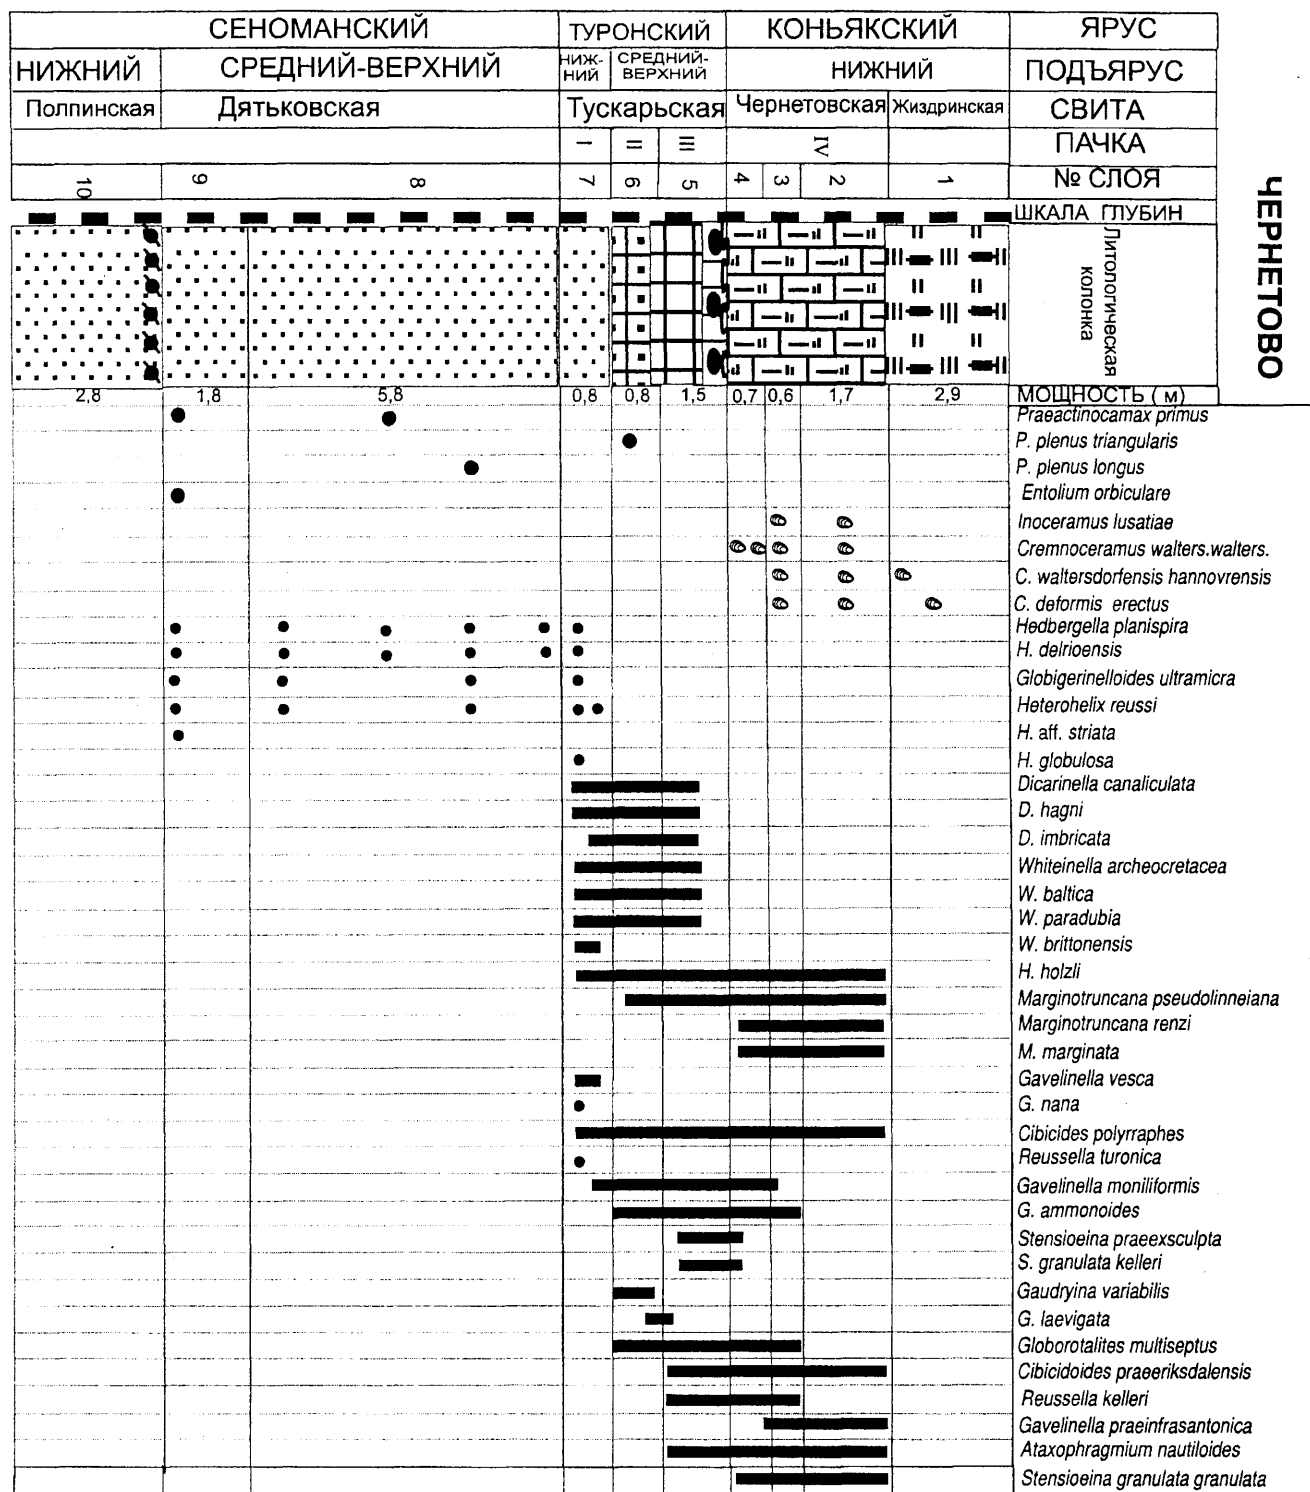 СЕНОМАНСКИЙ ТУРОНСКИЙ КОНЬЯКСКИЙ ЯРУС
НИЖНИЙ СРЕДНИЙ-ВЕРХНИЙ НИЖ-НИЙ СРЕДНИЙ-ВЕРХНИЙ НИЖНИЙ ПОДЪЯРУС
Полпинская Дятьковская Тускарьская Чернетовская Жиздринская СВИТА
I II III IV ПАЧКА
10 9 8 7 6 5 4 3 2 1 № СЛОЯ
ШКАЛА ГЛУБИН
Литологическая
колонка
ЧЕРНЕТОВО
2,8 1,8 5,8 0,8 0,8 1,5 0,7 0,6 1,7 2,9 МОЩНОСТЬ ( м)
Praeactinocamax primus
P. plenus triangularis
P. plenus longus
Entolium orbiculare
Inoceramus lusatiae
Cremnoceramus walters.walters.
C. waltersdorfensis hannovrensis
C. deformis erectus
Hedbergella planispira
H. delrioensis
Globigerinelloides ultramicra
Heterohelix reussi
H. aff. striata
H. globulosa
Dicarinella canaliculata
D. hagni
D. imbricata
Whiteinella archeocretacea
W. baltica
W. paradubia
W. brittonensis
H. holzli
Marginotruncana pseudolinneiana
Marginotruncana renzi
M. marginata
Gavelinella vesca
G. nana
Cibicides polyrraphes
Reussella turonica
Gavelinella moniliformis
G. ammonoides
Stensioeina praeexsculpta
S. granulata kelleri
Gaudryina variabilis
G. laevigata
Globorotalites multiseptus
Cibicidoides praeeriksdalensis
Reussella kelleri
Gavelinella praeinfrasantonica
Ataxophragmium nautiloides
Stensioeina granulata granulata